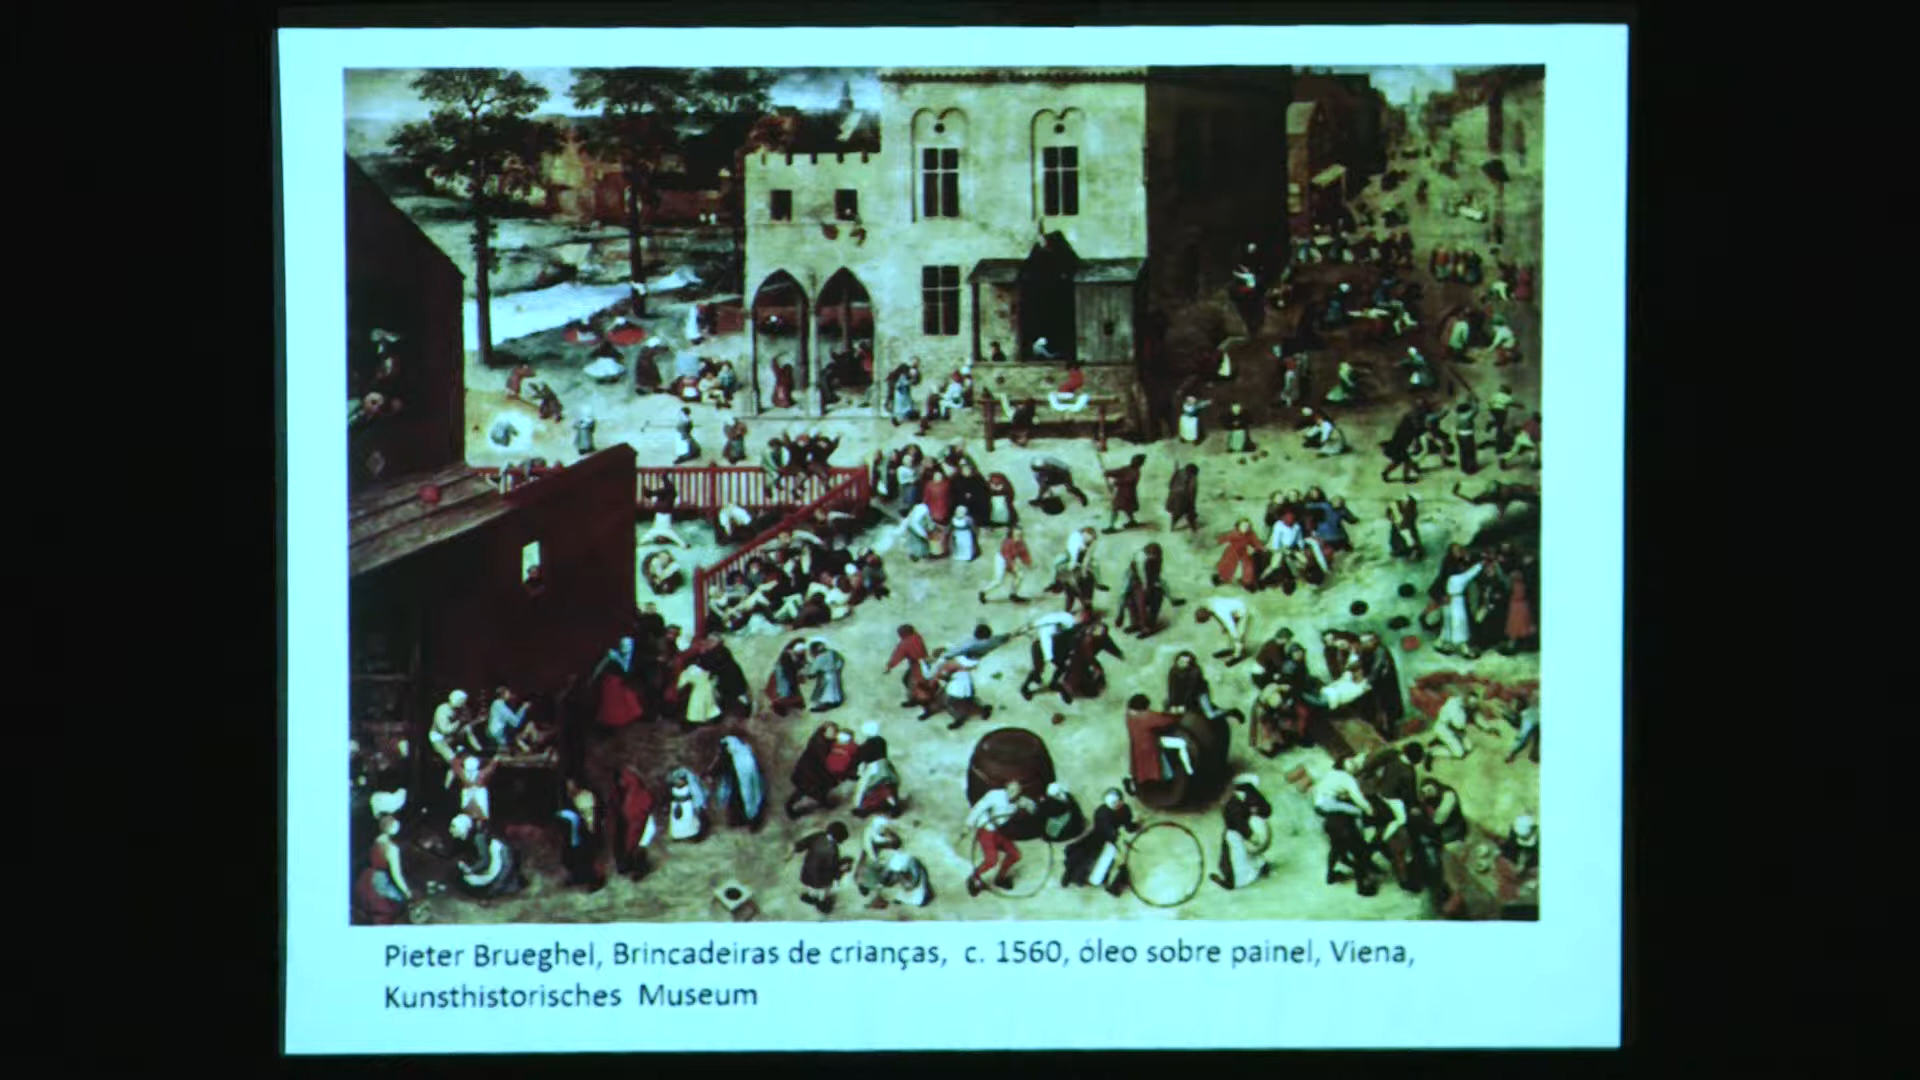 Pieter Brueghel, Brincadeiras de crianças, c. 1560, óleo sobre painel, Viena,
Kunsthistorisches Museum